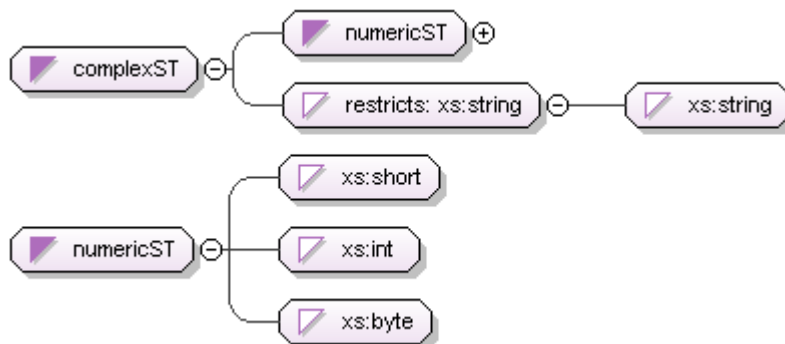 numericST
complexST
restricts: xs:string
xs:string
xs:short
numericST
xs:int
xs:byte